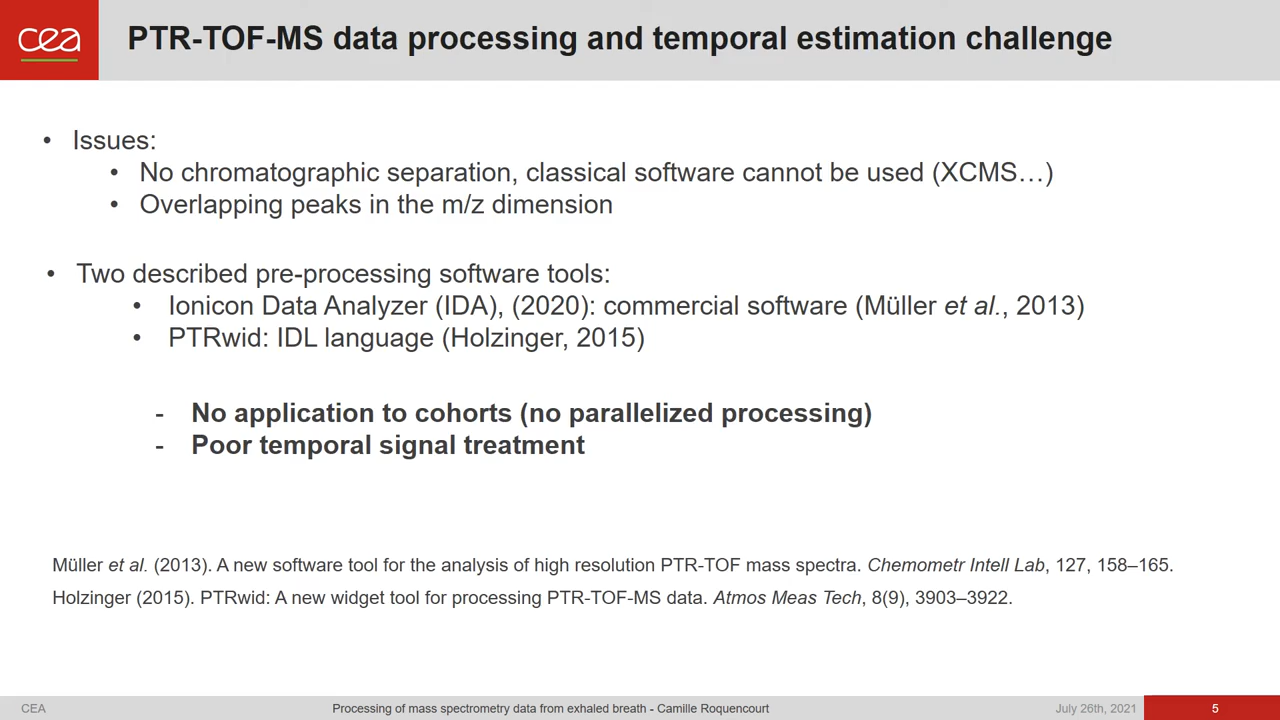 cea
PTR-TOF-MS data processing and temporal estimation challenge
• Issues:
• No chromatographic separation, classical software cannot be used (XCMS…)
• Overlapping peaks in the m/z dimension
• Two described pre-processing software tools:
• Ionicon Data Analyzer (IDA), (2020): commercial software (Müller et al., 2013)
• PTRwid: IDL language (Holzinger, 2015)
- No application to cohorts (no parallelized processing)
- Poor temporal signal treatment
Müller et al. (2013). A new software tool for the analysis of high resolution PTR-TOF mass spectra. Chemometr Intell Lab, 127, 158–165.
Holzinger (2015). PTRwid: A new widget tool for processing PTR-TOF-MS data. Atmos Meas Tech, 8(9), 3903–3922.
CEA Processing of mass spectrometry data from exhaled breath - Camille Roquencourt July 26th, 2021 5